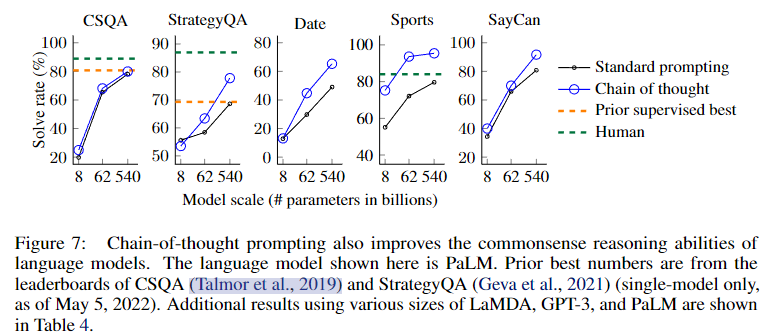 CSQA StrategyQA Date Sports SayCan
Solve rate (%)
100
80
60
40
20
8 62 540
90
80
70
60
50
8 62 540
80
60
40
20
0
8 62 540
100
80
60
40
8 62 540
100
80
60
40
20
8 62 540
Standard prompting
Chain of thought
Prior supervised best
Human
Model scale (# parameters in billions)
Figure 7: Chain-of-thought prompting also improves the commonsense reasoning abilities of
language models. The language model shown here is PaLM. Prior best numbers are from the
leaderboards of CSQA (Talmor et al., 2019) and StrategyQA (Geva et al., 2021) (single-model only,
as of May 5, 2022). Additional results using various sizes of LaMDA, GPT-3, and PaLM are shown
in Table 4.